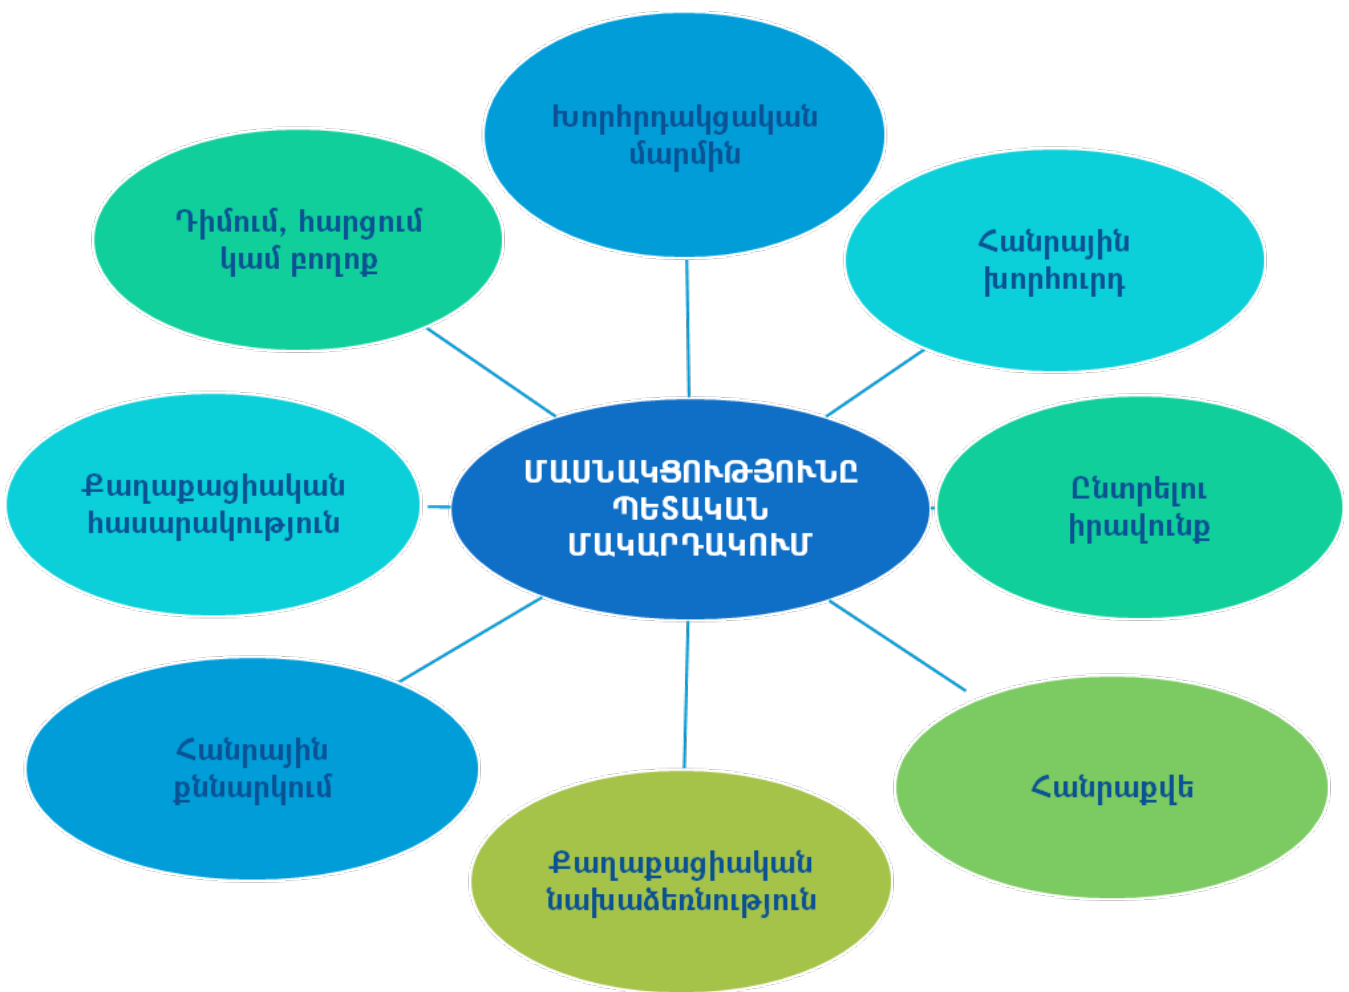 Խորհրդակցական
մարմին
Դիմում, հարցում
կամ բողոք
Հանրային
խորհուրդ
ՄԱՍՆԱԿՑՈՒԹՅՈՒՆԸ
ՊԵՏԱԿԱՆ
ՄԱԿԱՐԴԱԿՈՒՄ
Քաղաքացիական
հասարակություն
Ընտրելու
իրավունք
Հանրային
քննարկում
Հանրաքվե
Քաղաքացիական
նախաձեռնություն